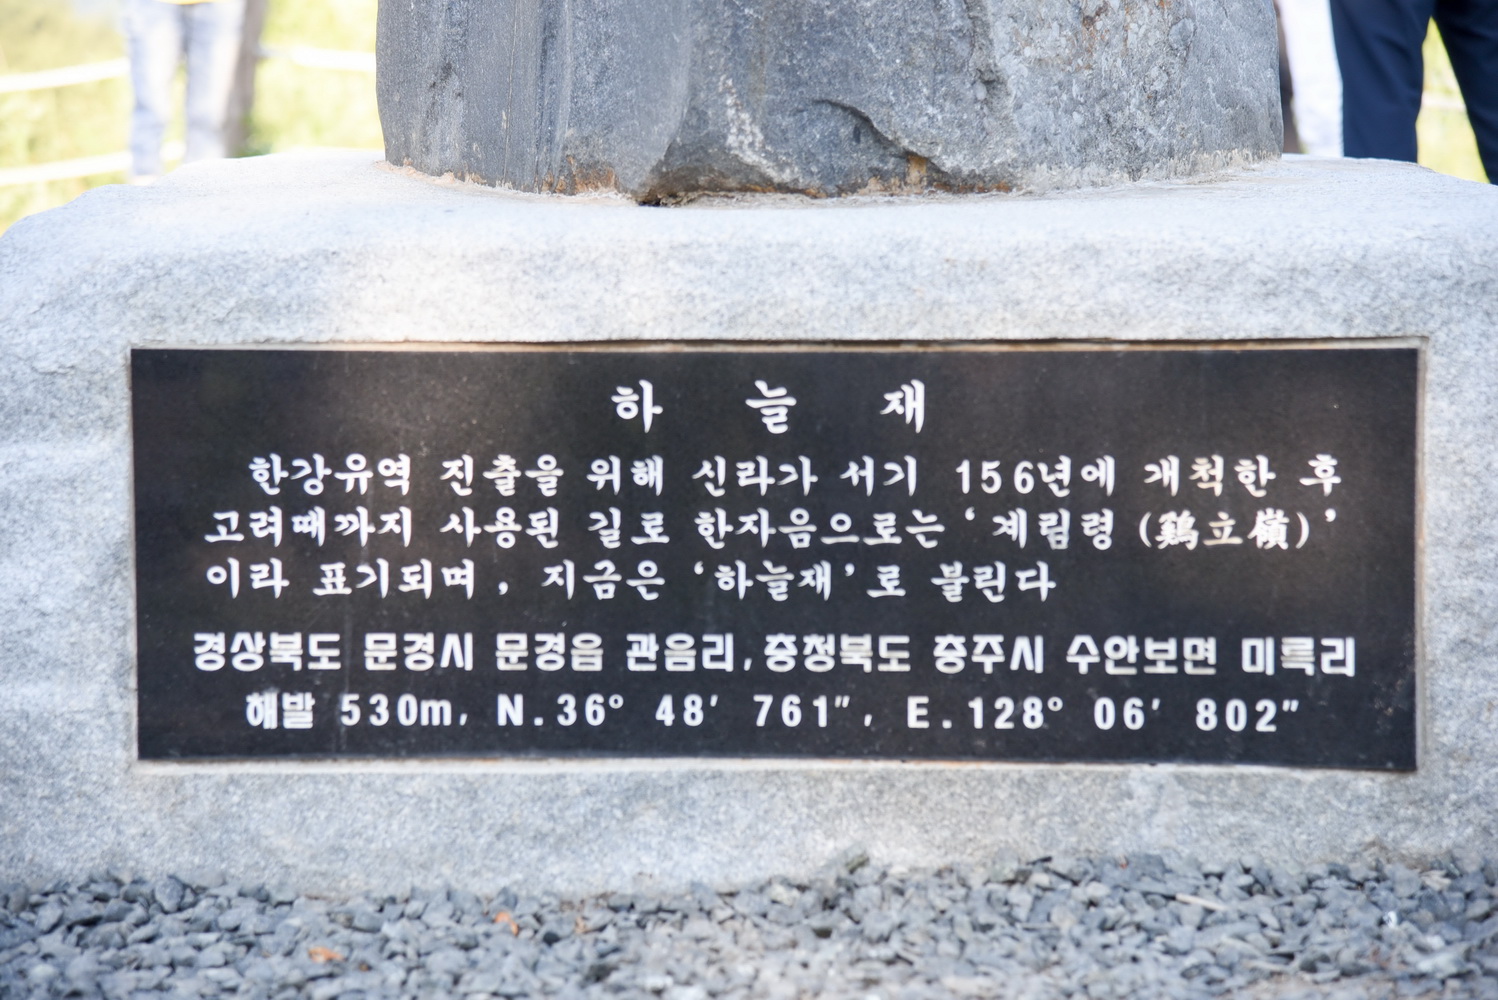 하 늘 재
한강유역 진출을 위해 신라가 서기 156년에 개척한 후
고려때까지 사용된 길로 한자음으로는 ‘계림령 (鷄立嶺)’
이라 표기되며, 지금은 ‘하늘재’로 불린다
경상북도 문경시 문경읍 관음리, 충청북도 충주시 수안보면 미륵리
해발 530m, N.36° 48′ 761″, E.128° 06′ 802″